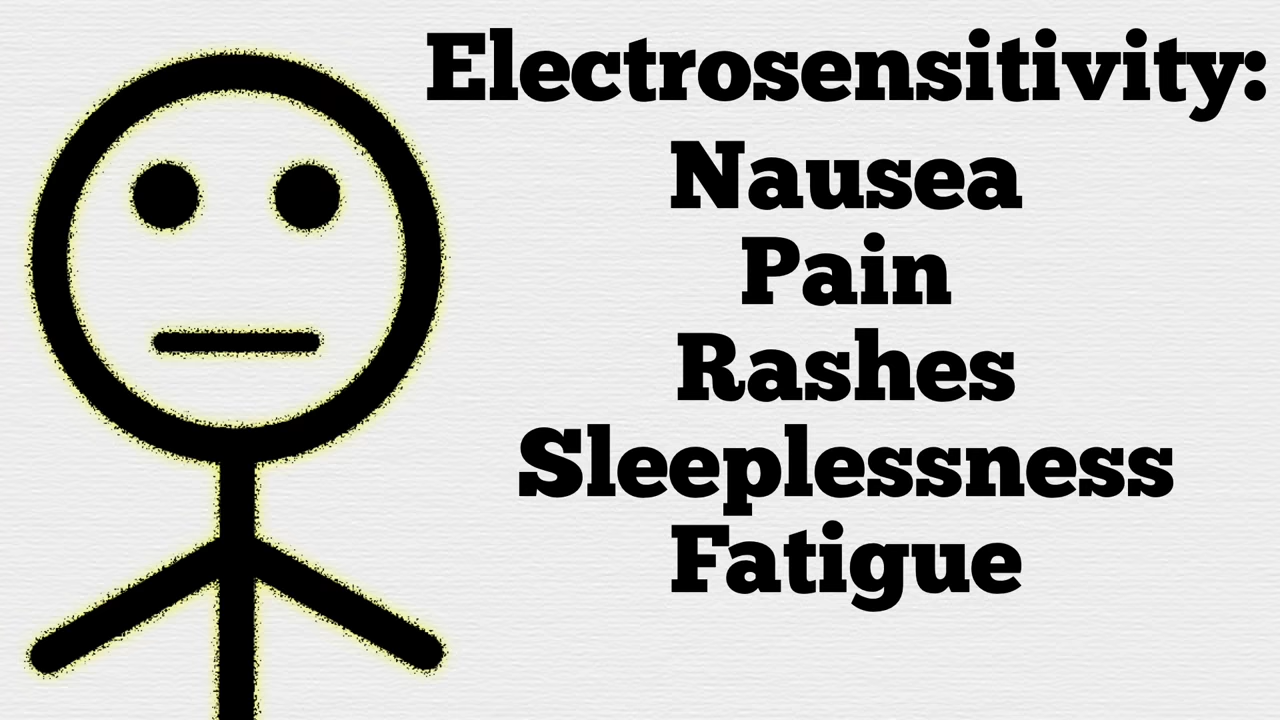 Electrosensitivity:
Nausea
Pain
Rashes
Sleeplessness
Fatigue